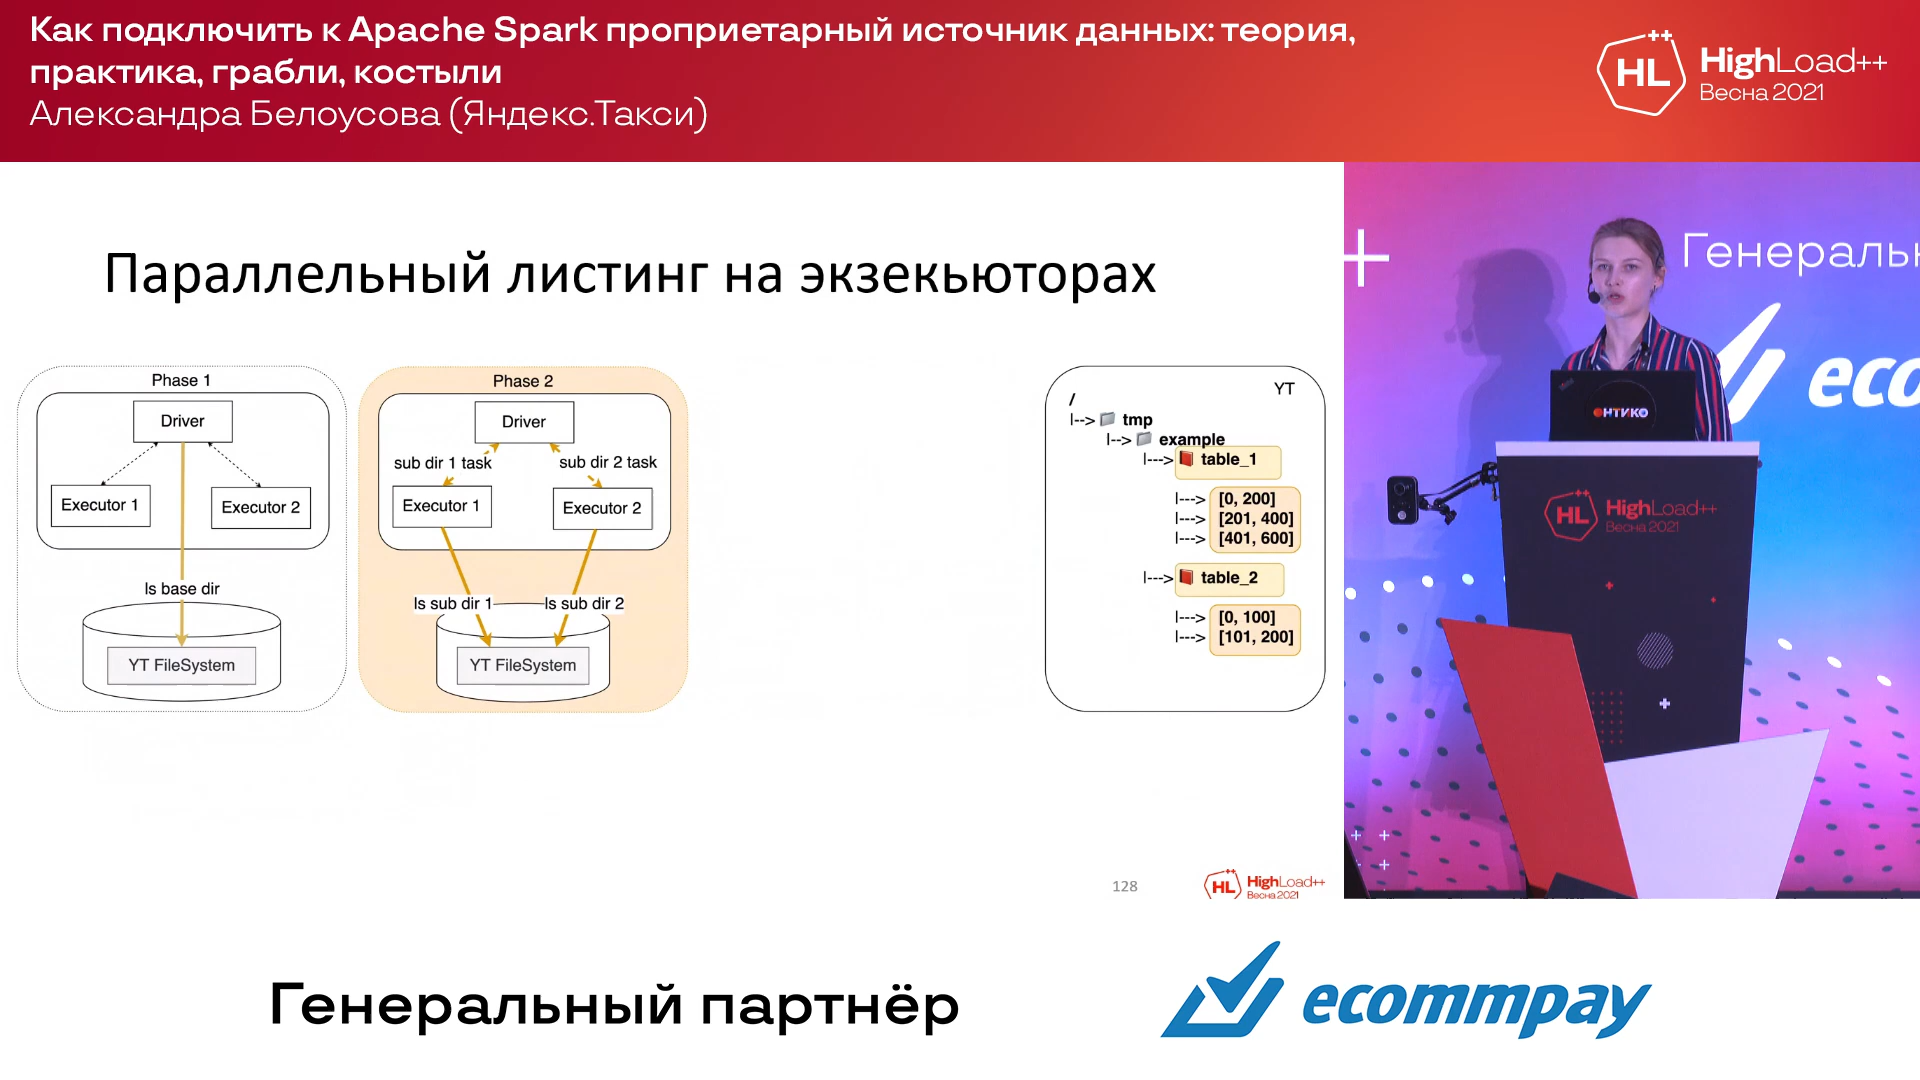 Как подключить к Apache Spark проприетарный источник данных: теория,
практика, грабли, костыли
Александра Белоусова (Яндекс.Такси)
HL++
HighLoad++
Весна 2021
Параллельный листинг на экзекьюторах
Phase 1
Driver
Executor 1
Executor 2
ls base dir
YT FileSystem
Phase 2
Driver
sub dir 1 task
sub dir 2 task
Executor 1
Executor 2
ls sub dir 1
ls sub dir 2
YT FileSystem
YT
/
|--> tmp
|--> example
|---> table_1
|---> [0, 200]
|---> [201, 400]
|---> [401, 600]
|---> table_2
|---> [0, 100]
|---> [101, 200]
128
HL++
HighLoad++
Весна 2021
Генеральн
eco
ОНТИКО
HL++
HighLoad++
Весна 2021
Генеральный партнёр
ecommpay